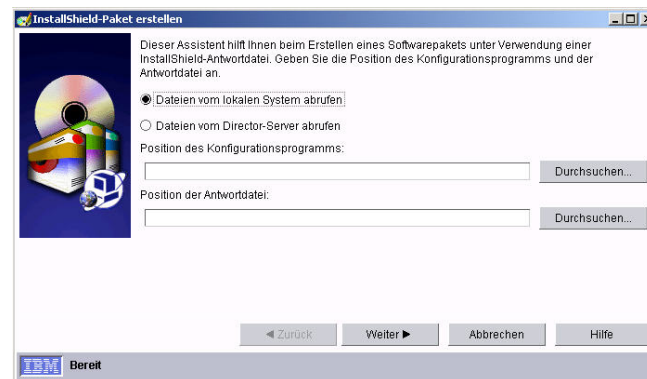 InstallShield-Paket erstellen
Dieser Assistent hilft Ihnen beim Erstellen eines Softwarepakets unter Verwendung einer
InstallShield-Antwortdatei. Geben Sie die Position des Konfigurationsprogramms und der
Antwortdatei an.
Dateien vom lokalen System abrufen
Dateien vom Director-Server abrufen
Position des Konfigurationsprogramms:
Durchsuchen...
Position der Antwortdatei:
Durchsuchen...
Zurück Weiter Abbrechen Hilfe
IBM Bereit